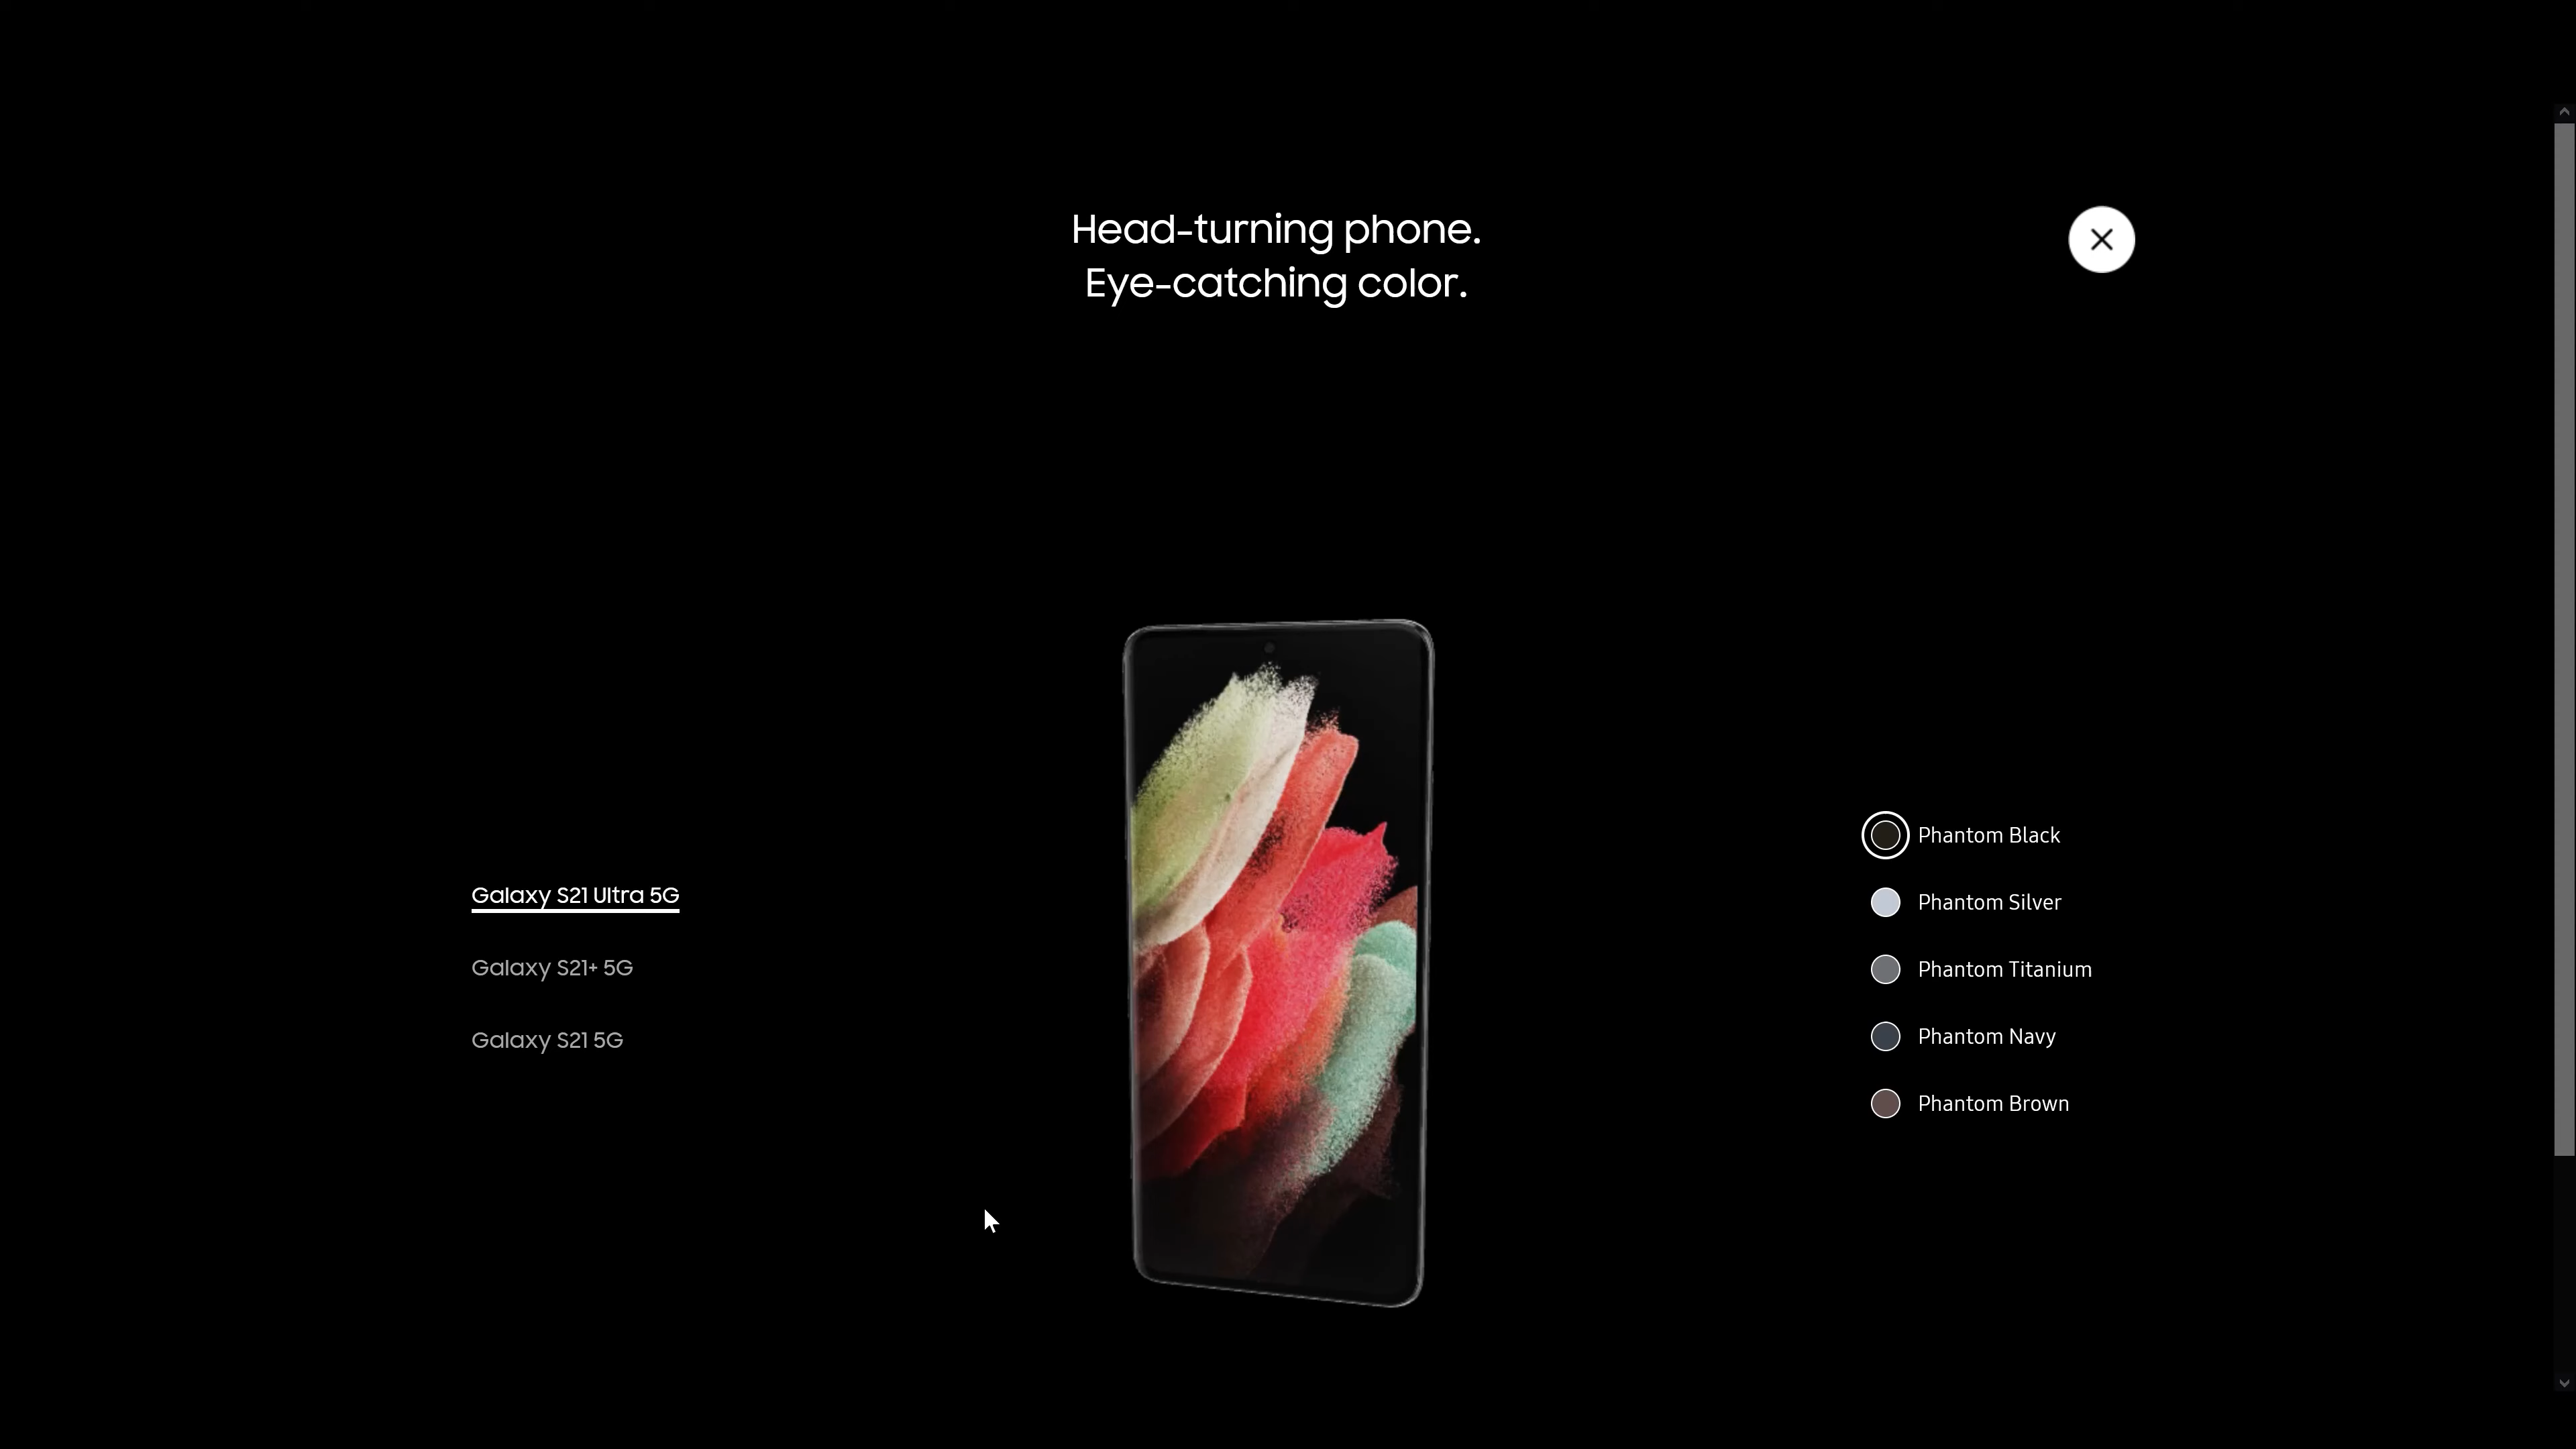 Head-turning phone.
Eye-catching color.
Galaxy S21 Ultra 5G
Galaxy S21+ 5G
Galaxy S21 5G
Phantom Black
Phantom Silver
Phantom Titanium
Phantom Navy
Phantom Brown